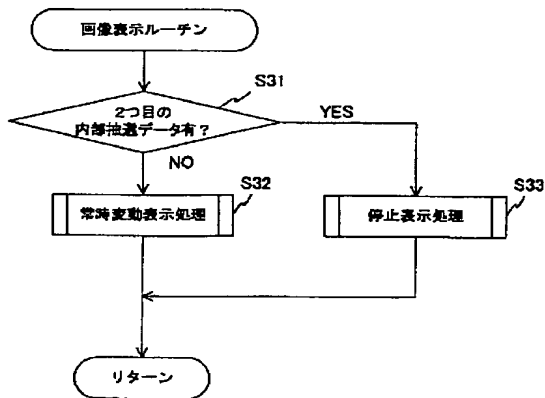 画像表示ルーチン
S31
2つ目の
内部抽選データ有？
YES
NO
S32
常時変動表示処理
S33
停止表示処理
リターン